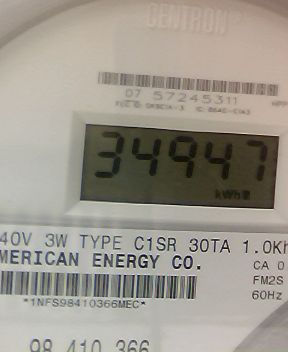 CENTRON
07 57245311
34947
kWh
40V 3W TYPE C1SR 30TA 1.0Kh
MERICAN ENERGY CO.
CA 0
FM2S
60Hz
*1NFS98410366MEC*
98 410 366